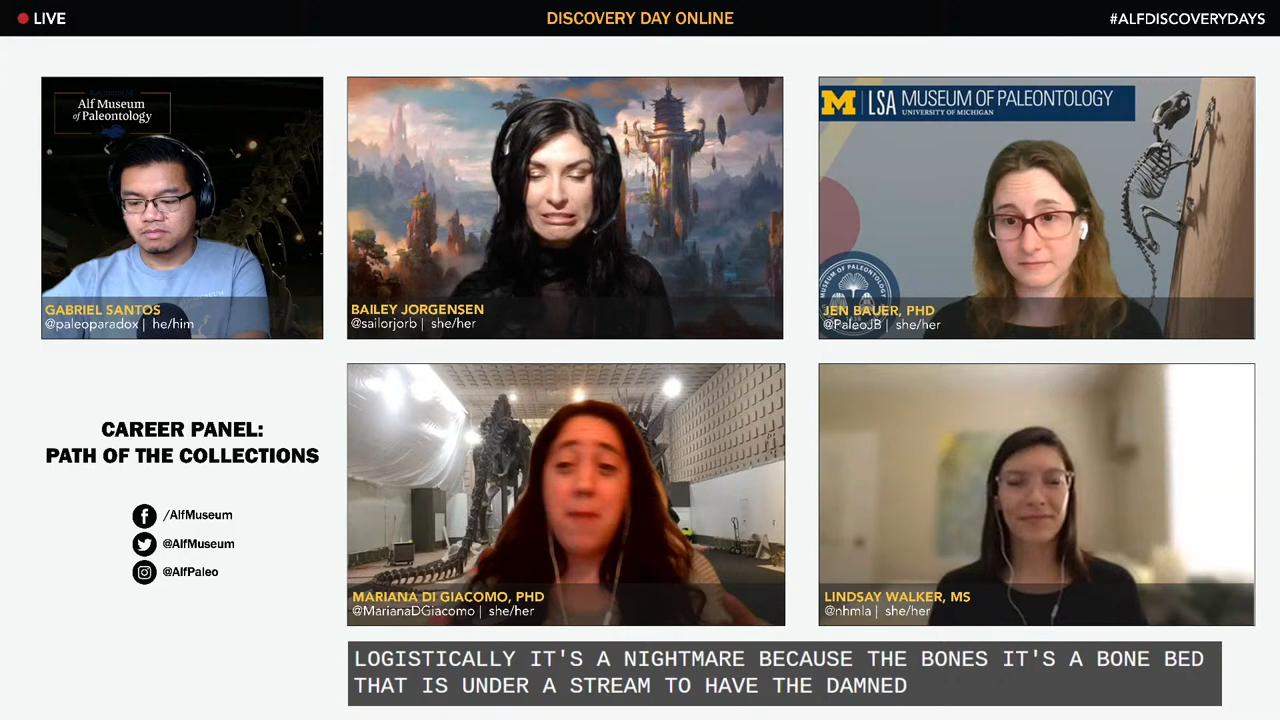 LIVE
DISCOVERY DAY ONLINE
#ALFDISCOVERYDAYS
Alf Museum
of Paleontology
GABRIEL SANTOS
@paleoparadox | he/him
BAILEY JORGENSEN
@sailorjorb | she/her
M | LSA MUSEUM OF PALEONTOLOGY
UNIVERSITY OF MICHIGAN
MUSEUM OF PALEONTOLOGY
JEN BAUER, PHD
@PaleoJB | she/her
CAREER PANEL:
PATH OF THE COLLECTIONS
/AlfMuseum
@AlfMuseum
@AlfPaleo
MARIANA DI GIACOMO, PHD
@MarianaDGiacomo | she/her
LINDSAY WALKER, MS
@nhmla | she/her
LOGISTICALLY IT'S A NIGHTMARE BECAUSE THE BONES IT'S A BONE BED
THAT IS UNDER A STREAM TO HAVE THE DAMNED